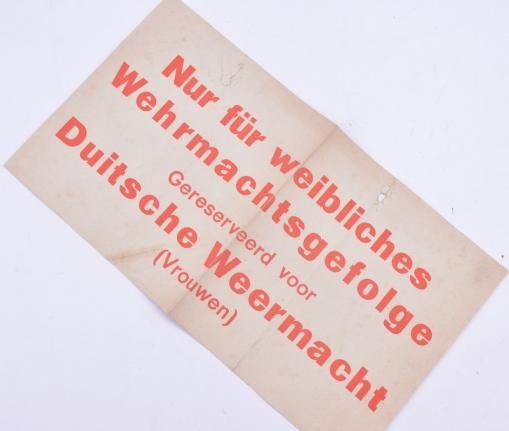 Nur für weibliches
Wehrmachtsgefolge
Gereserveerd voor
Duitsche Weermacht
(Vrouwen)